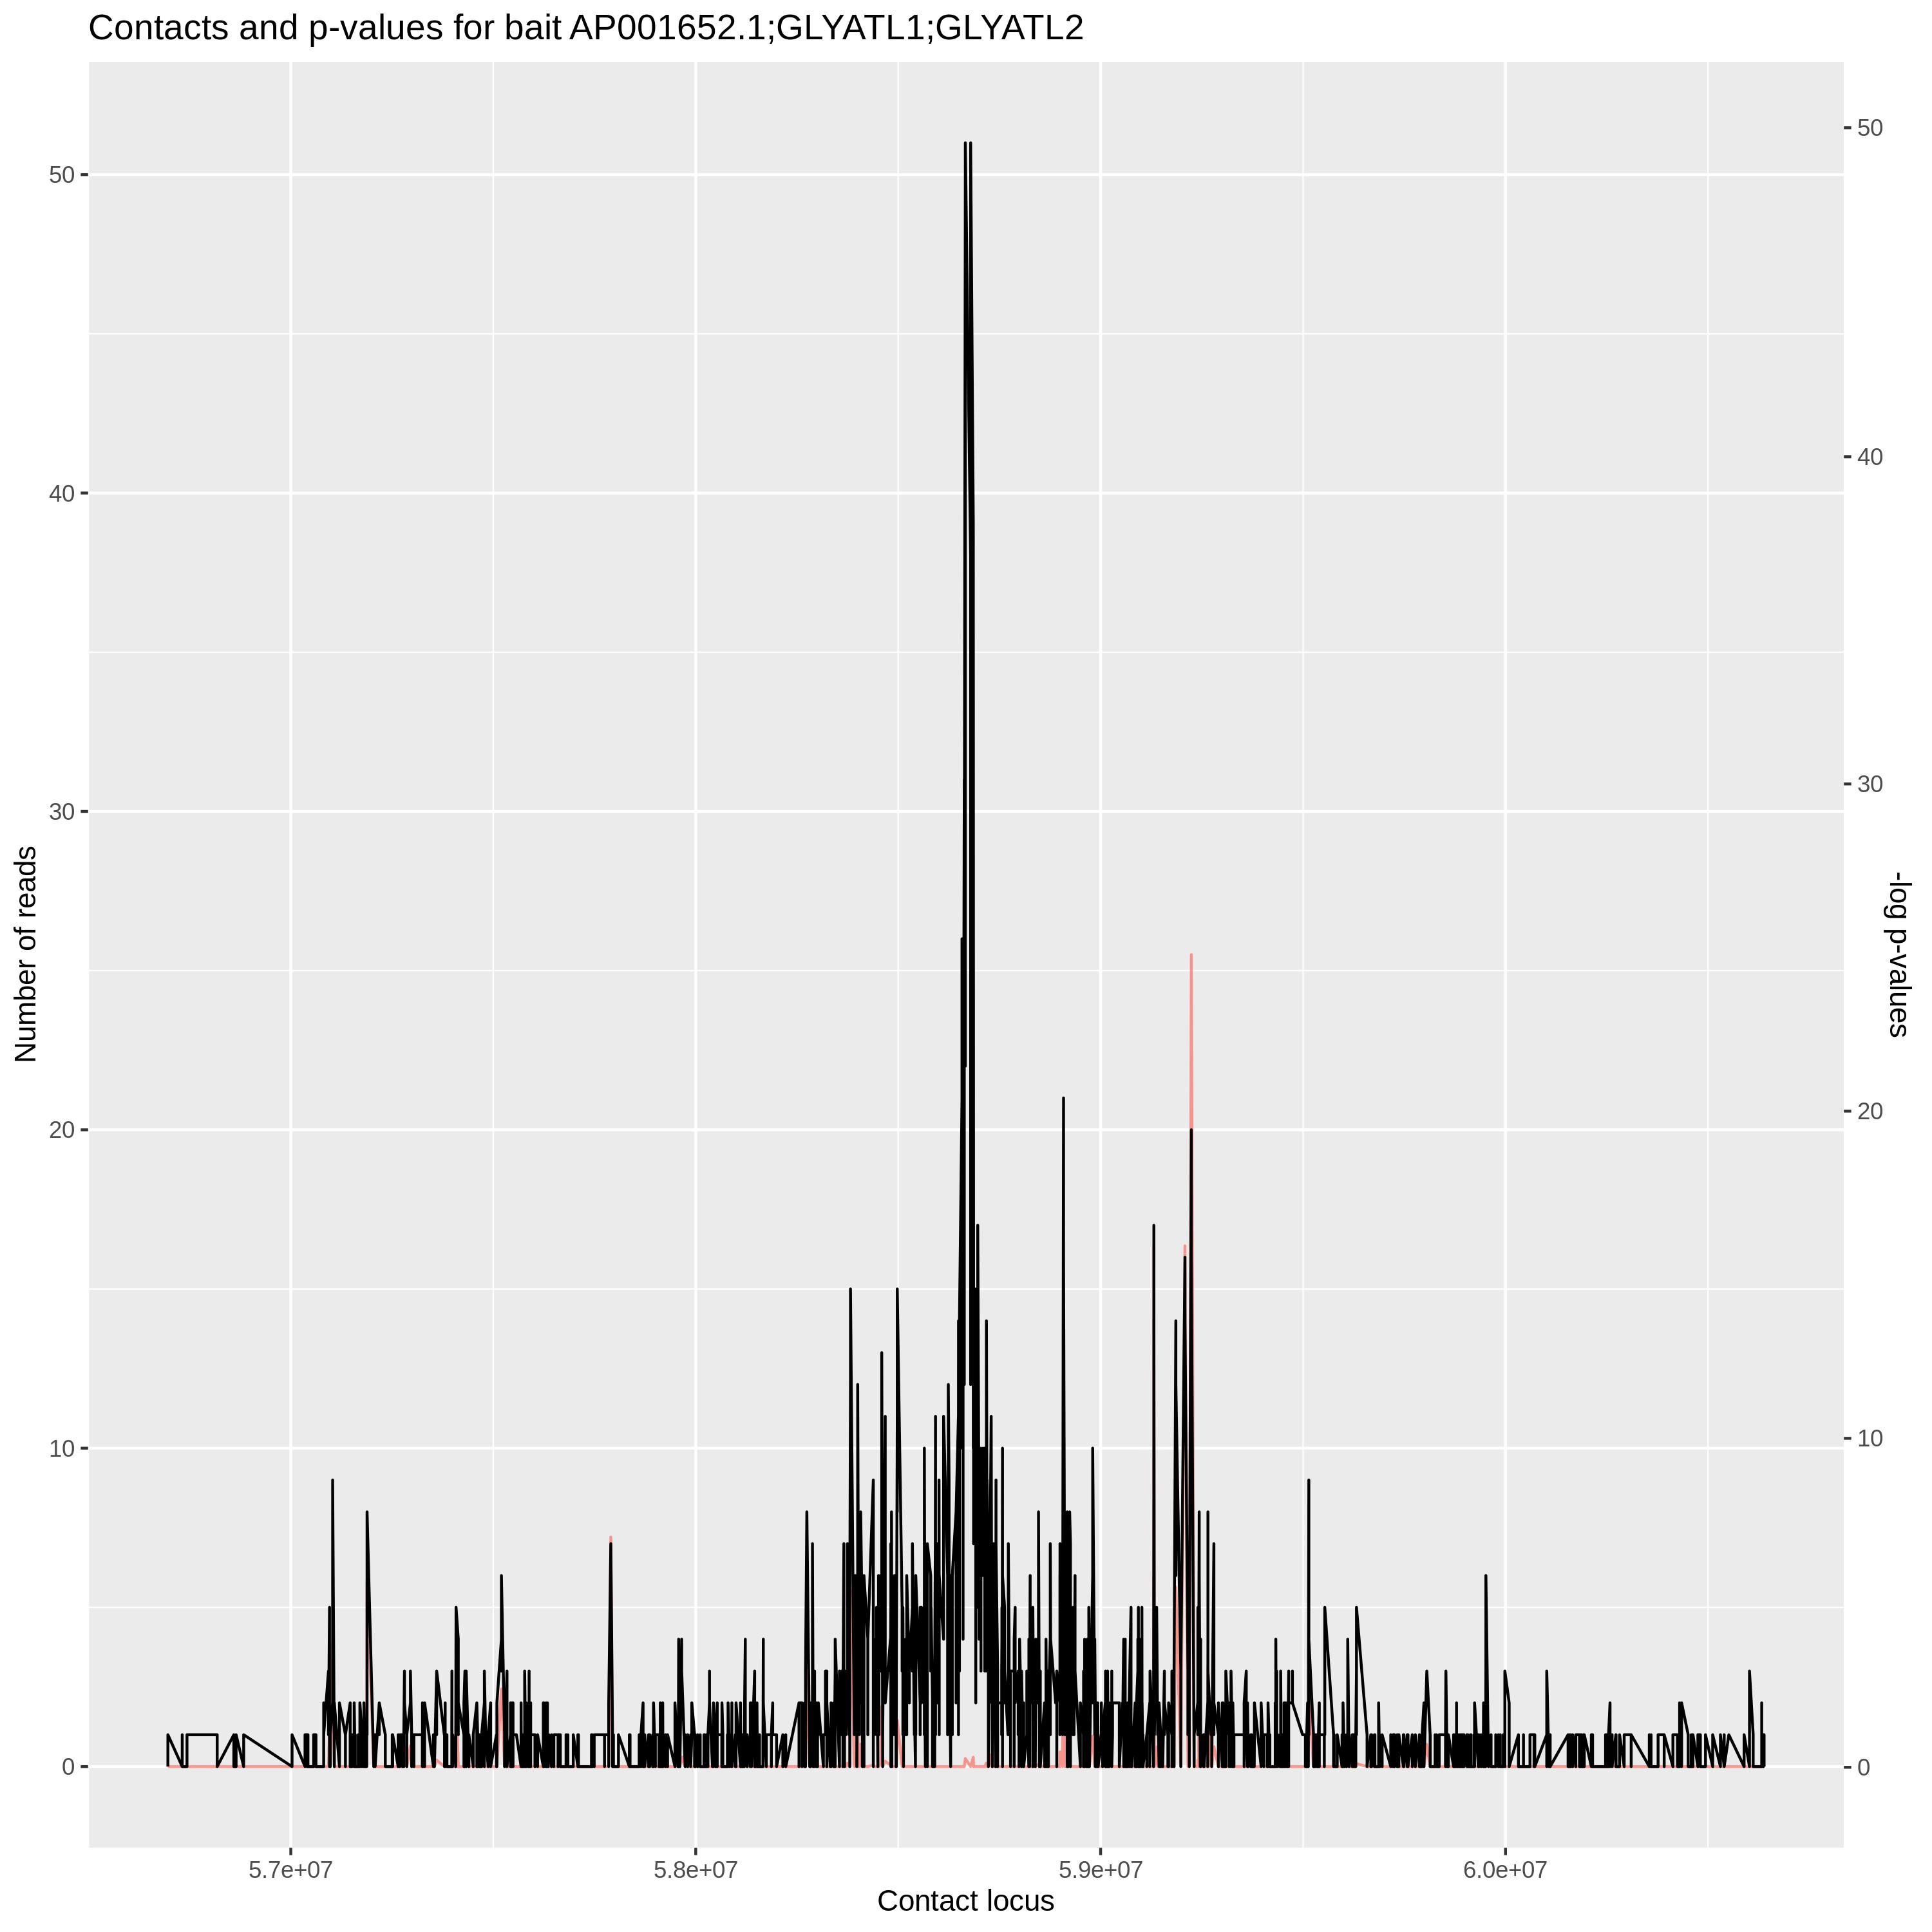 Contacts and p-values for bait AP001652.1;GLYATL1;GLYATL2
50
40
30
20
10
0
Number of reads
50
40
30
20
10
0
-log p-values
5.7e+07
5.8e+07
5.9e+07
6.0e+07
Contact locus